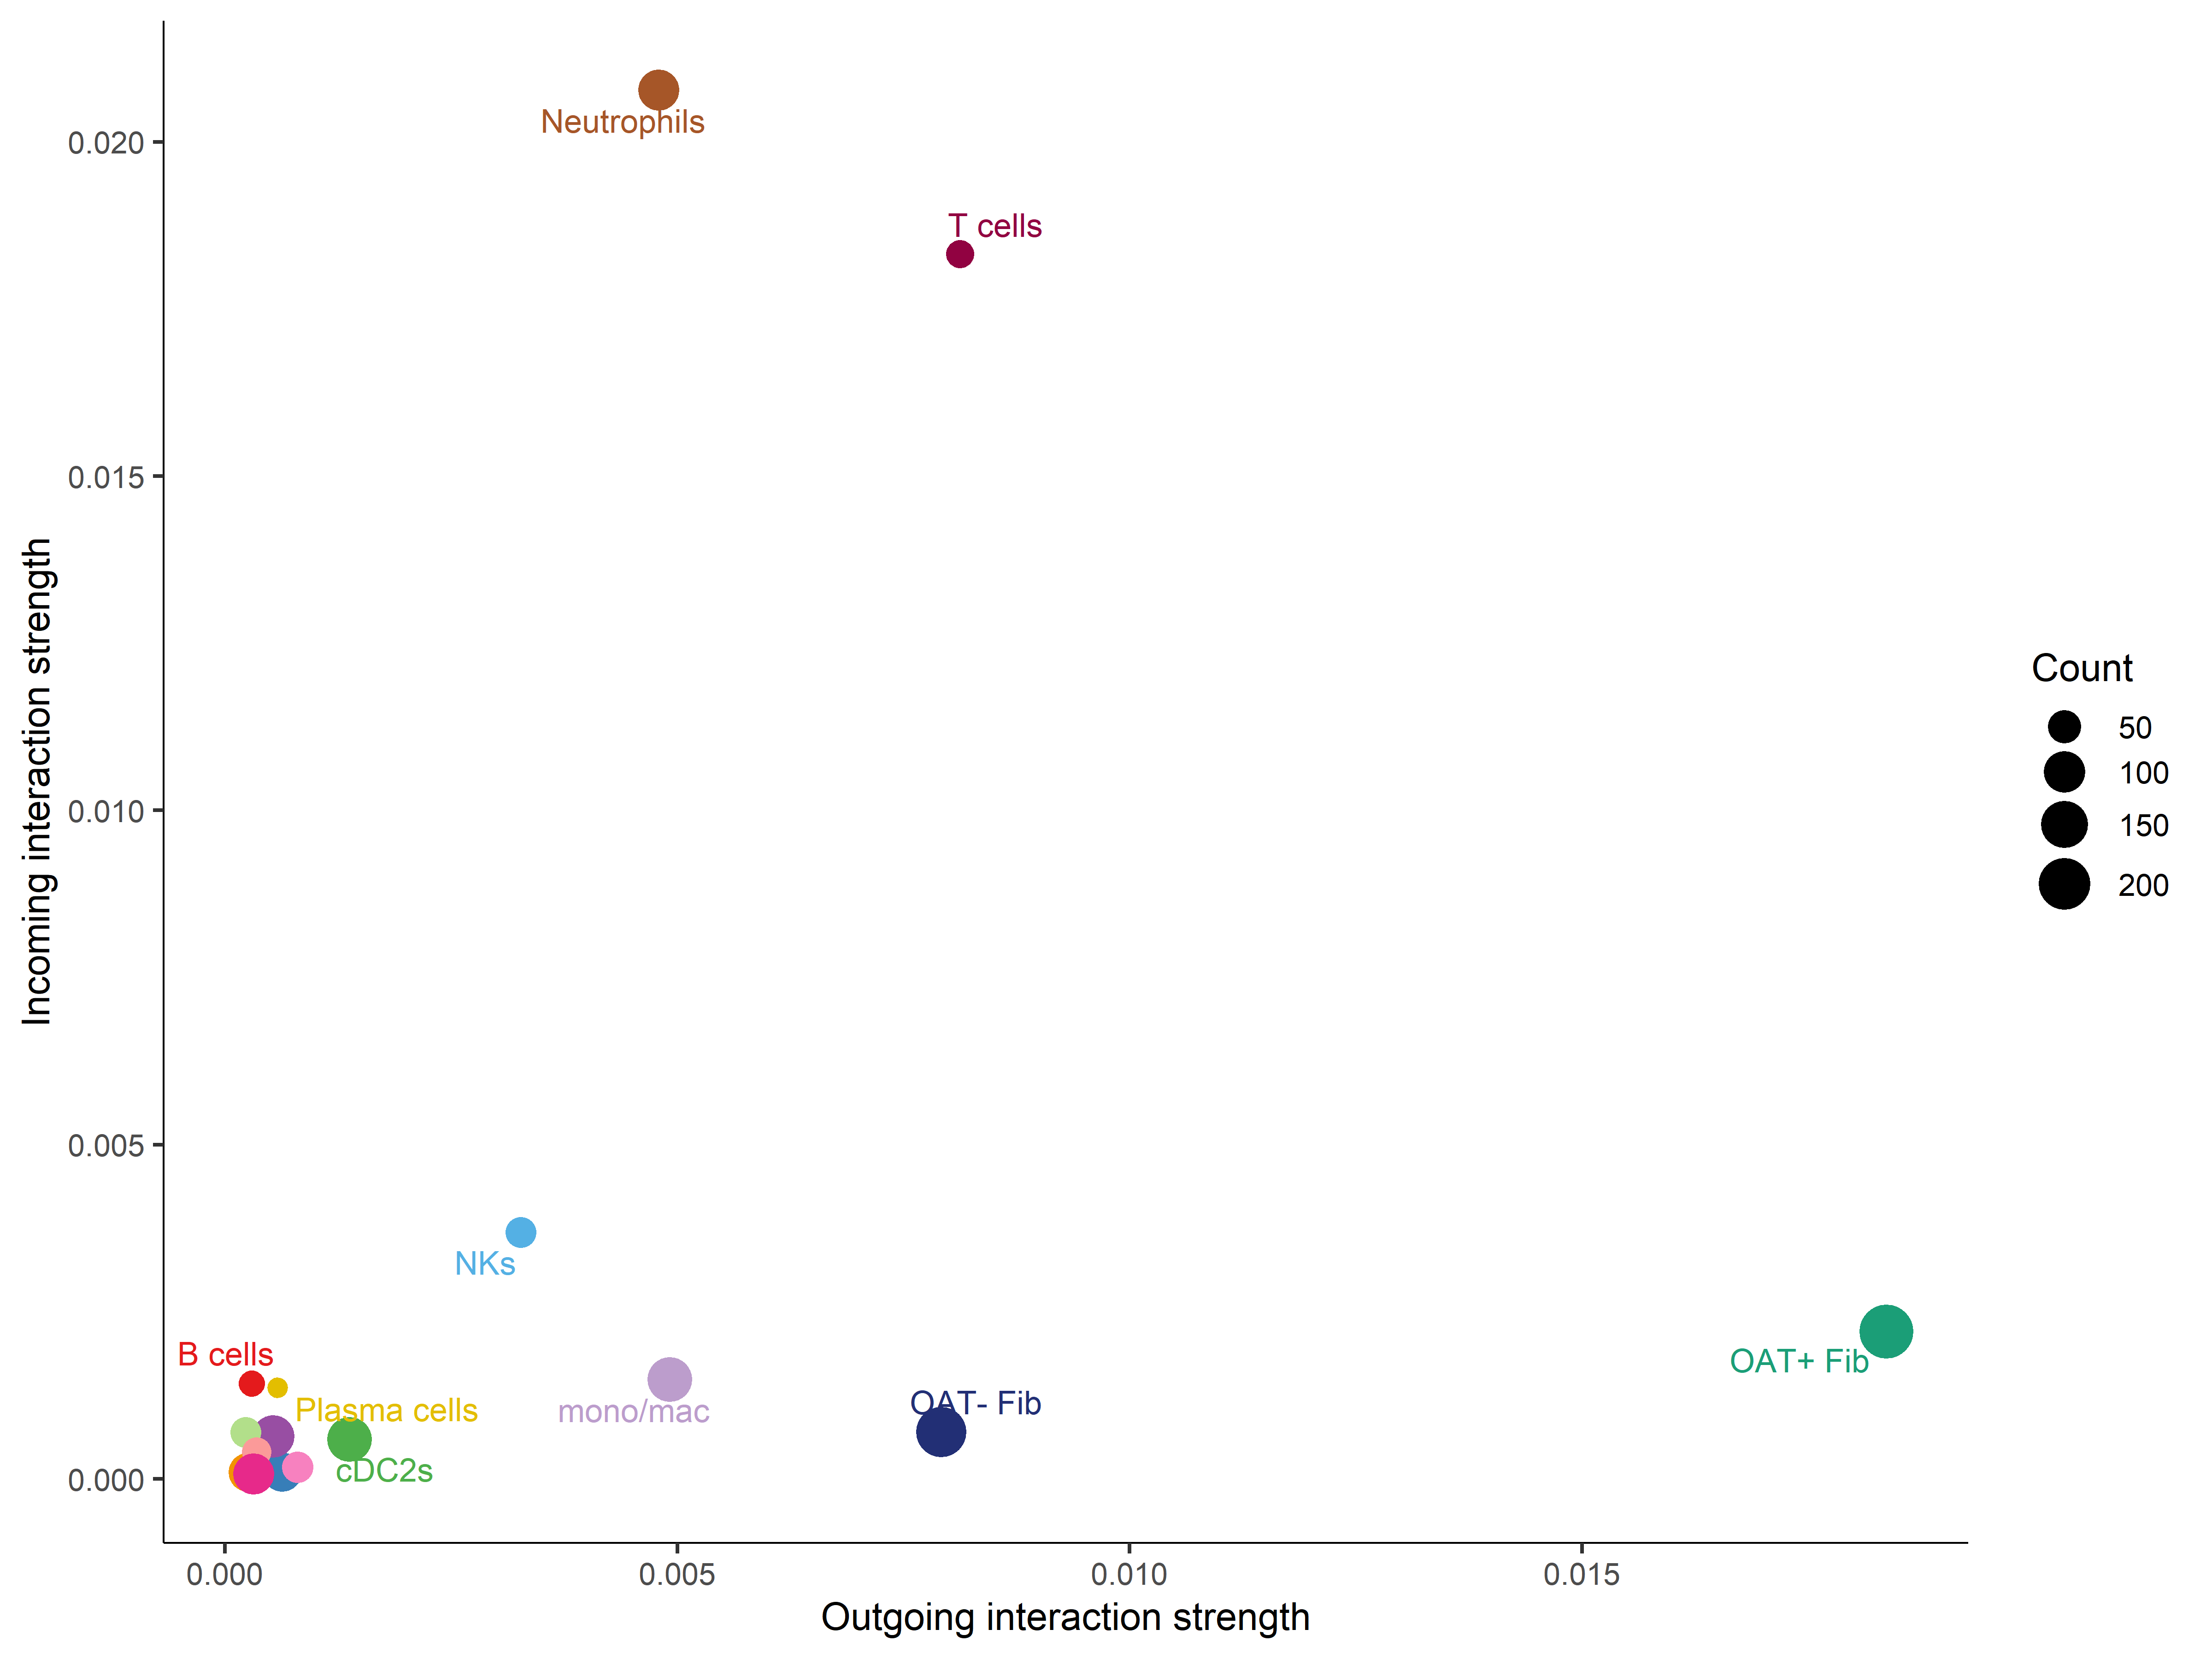 Neutrophils
0.020
T cells
0.015
Incoming interaction strength
Count
50
100
150
200
0.010
0.005
NKs
B cells
OAT+ Fib
Plasma cells
mono/mac
OAT- Fib
cDC2s
0.000
0.000
0.005
0.010
0.015
Outgoing interaction strength